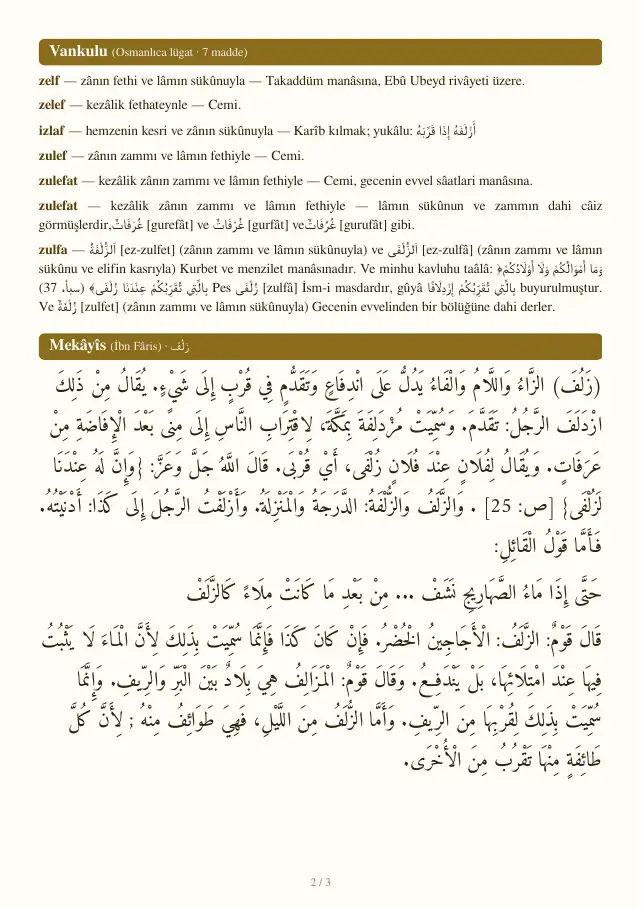 Vankulu (Osmanlıca lügat · 7 madde)
zelf — zânın fethi ve lâmın sükûnuyla — Takaddüm manâsına, Ebû Ubeyd rivâyeti üzere.
zelef — kezâlik fethateynle — Cemi.
izlaf — hemzenin kesri ve zânın sükûnuyla — Karîb kılmak; yukâlu: أَزْلَفَهُ إِذَا قَرَّبَهُ
zulef — zânın zammı ve lâmın fethiyle — Cemi.
zulefat — kezâlik zânın zammı ve lâmın fethiyle — Cemi, gecenin evvel sâatlari manâsına.
zulefat — kezâlik zânın zammı ve lâmın fethiyle — lâmın sükûnun ve zammın dahi câiz
görmüşlerdir,غُرَفَاتٌ [gurefât] ve غُرْفَاتٌ [gurfât] veغُرُفَاتٌ [gurufât] gibi.
zulfa — اَلزُّلْفَةُ [ez-zulfet] (zânın zammı ve lâmın sükûnuyla) ve اَلزُّلْفَى [ez-zulfâ] (zânın zammı ve lâmın
sükûnu ve elifin kasrıyla) Kurbet ve menzilet manâsınadır. Ve minhu kavluhu taâlâ: ﴿وَمَا أَمْوَالُكُمْ وَلَا أَوْلَادُكُمْ
بِالَّتِي تُقَرِّبُكُمْ عِنْدَنَا زُلْفَى﴾ (سبأ، 37) Pes زُلْفَى [zulfâ] İsm-i masdardır, gûyâ بِالَّتِي تُقَرِّبُكُمْ إِزْدِلَافًا buyurulmuştur.
Ve زُلْفَةٌ [zulfet] (zânın zammı ve lâmın sükûnuyla) Gecenin evvelinden bir bölüğüne dahi derler.
Mekâyîs (İbn Fâris) · زلف
(زَلُفَ) الزَّاءُ وَاللَّامُ وَالْفَاءُ يَدُلُّ عَلَى انْدِفَاعٍ وَتَقَدُّمٍ فِي قُرْبٍ إِلَى شَيْءٍ. يُقَالُ مِنْ ذَلِكَ
ازْدَلَفَ الرَّجُلُ: تَقَدَّمَ. وَسُمِّيَتْ مُزْدَلِفَةَ بِمَكَّةَ، لِاقْتِرَابِ النَّاسِ إِلَى مِنًى بَعْدَ الْإِفَاضَةِ مِنْ
عَرَفَاتٍ. وَيُقَالُ لِفُلَانٍ عِنْدَ فُلَانٍ زُلْفَى، أَيْ قُرْبَى. قَالَ اللَّهُ جَلَّ وَعَزَّ: {وَإِنَّ لَهُ عِنْدَنَا
لَزُلْفَى} [ص: 25] . وَالزَّلَفُ وَالزُّلْفَةُ: الدَّرَجَةُ وَالْمَنْزِلَةُ. وَأَزْلَفْتُ الرَّجُلَ إِلَى كَذَا: أَدْنَيْتُهُ.
فَأَمَّا قَوْلُ الْقَائِلِ:
حَتَّى إِذَا مَاءُ الصَّهَارِيجِ نَشَفْ ... مِنْ بَعْدِ مَا كَانَتْ مِلَاءً كَالزَّلَفْ
قَالَ قَوْمٌ: الزَّلَفُ: الْأَجَاجِينُ الْخُضْرُ. فَإِنْ كَانَ كَذَا فَإِنَّمَا سُمِّيَتْ بِذَلِكَ لِأَنَّ الْمَاءَ لَا يَثْبُتُ
فِيهَا عِنْدَ امْتِلَائِهَا، بَلْ يَنْدَفِعُ. وَقَالَ قَوْمٌ: الْمَزَالِفُ هِيَ بِلَادٌ بَيْنَ الْبَرِّ وَالرِّيفِ. وَإِنَّمَا
سُمِّيَتْ بِذَلِكَ لِقُرْبِهَا مِنَ الرِّيفِ. وَأَمَّا الزُّلَفُ مِنَ اللَّيْلِ، فَهِيَ طَوَائِفُ مِنْهُ ; لِأَنَّ كُلَّ
طَائِفَةٍ مِنْهَا تَقْرُبُ مِنَ الْأُخْرَى.
2 / 3